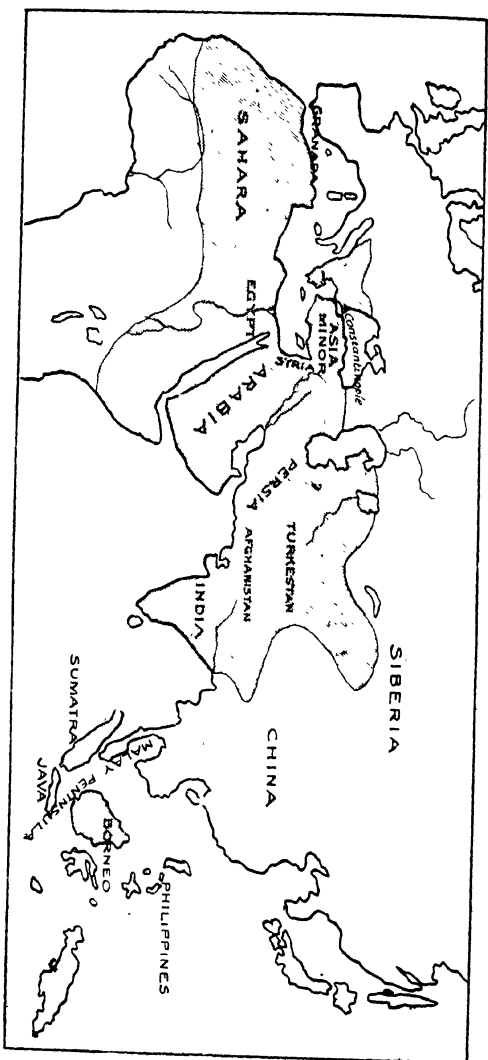 GRANADA
SAHARA
EGYPT
Constantinople
ASIA
MINOR
SYRIA
ARABIA
PERSIA
TURKESTAN
AFGHANISTAN
INDIA
SIBERIA
CHINA
SUMATRA
MALAY PENINSULA
JAVA
BORNEO
PHILIPPINES